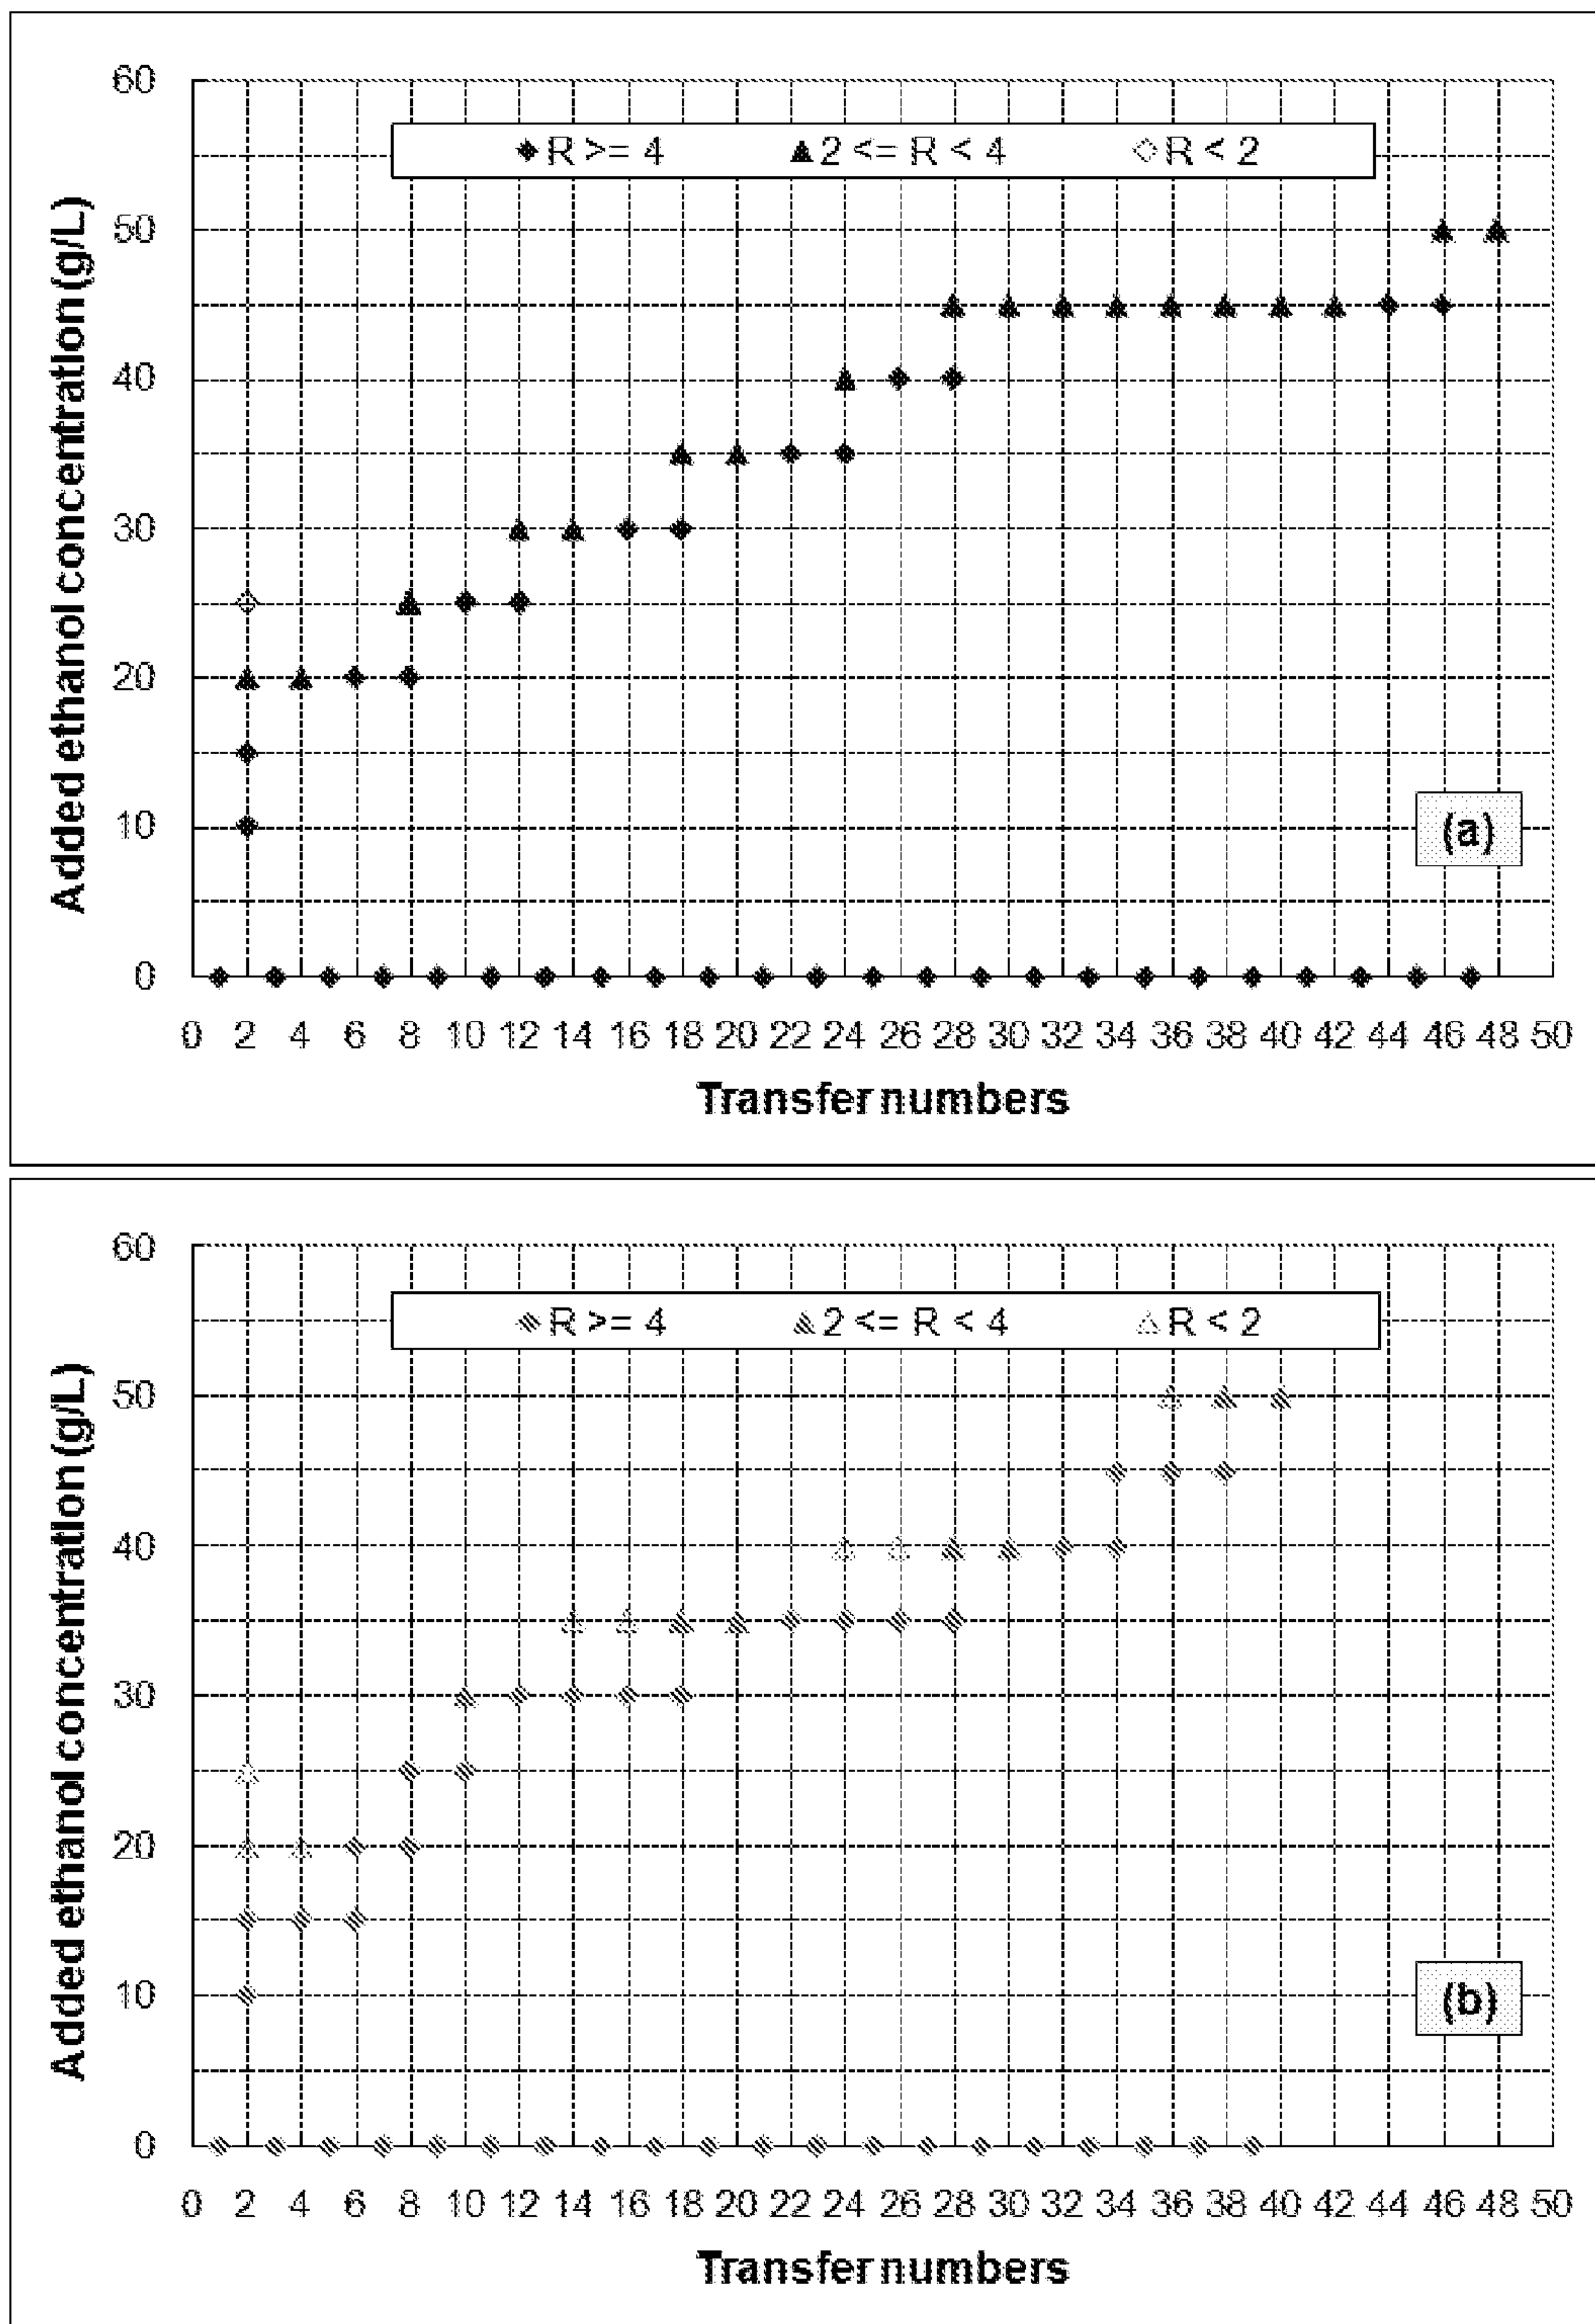 60
R >= 4 2 <= R < 4 R < 2
50
40
30
20
10
0
Added ethanol concentration (g/L)
(a)
0 2 4 6 8 10 12 14 16 18 20 22 24 26 28 30 32 34 36 38 40 42 44 46 48 50
Transfer numbers
60
R >= 4 2 <= R < 4 R < 2
50
40
30
20
10
0
Added ethanol concentration (g/L)
(b)
0 2 4 6 8 10 12 14 16 18 20 22 24 26 28 30 32 34 36 38 40 42 44 46 48 50
Transfer numbers